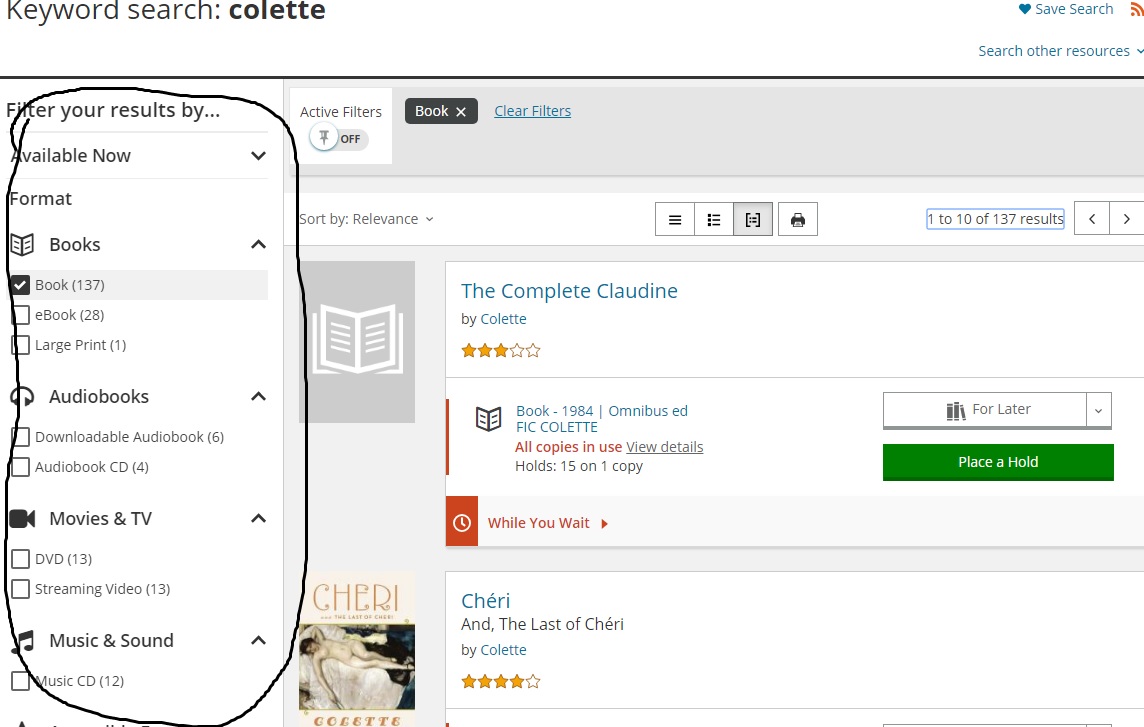 Keyword search: colette
Save Search
Search other resources
Filter your results by...
Available Now
Format
Books
Book (137)
eBook (28)
Large Print (1)
Audiobooks
Downloadable Audiobook (6)
Audiobook CD (4)
Movies & TV
DVD (13)
Streaming Video (13)
Music & Sound
Music CD (12)
Active Filters
OFF
Book
Clear Filters
Sort by: Relevance
1 to 10 of 137 results
The Complete Claudine
by Colette
Book - 1984 | Omnibus ed
FIC COLETTE
All copies in use View details
Holds: 15 on 1 copy
For Later
Place a Hold
While You Wait
CHERI
AND THE LAST OF CHERI
COLETTE
Chéri
And, The Last of Chéri
by Colette